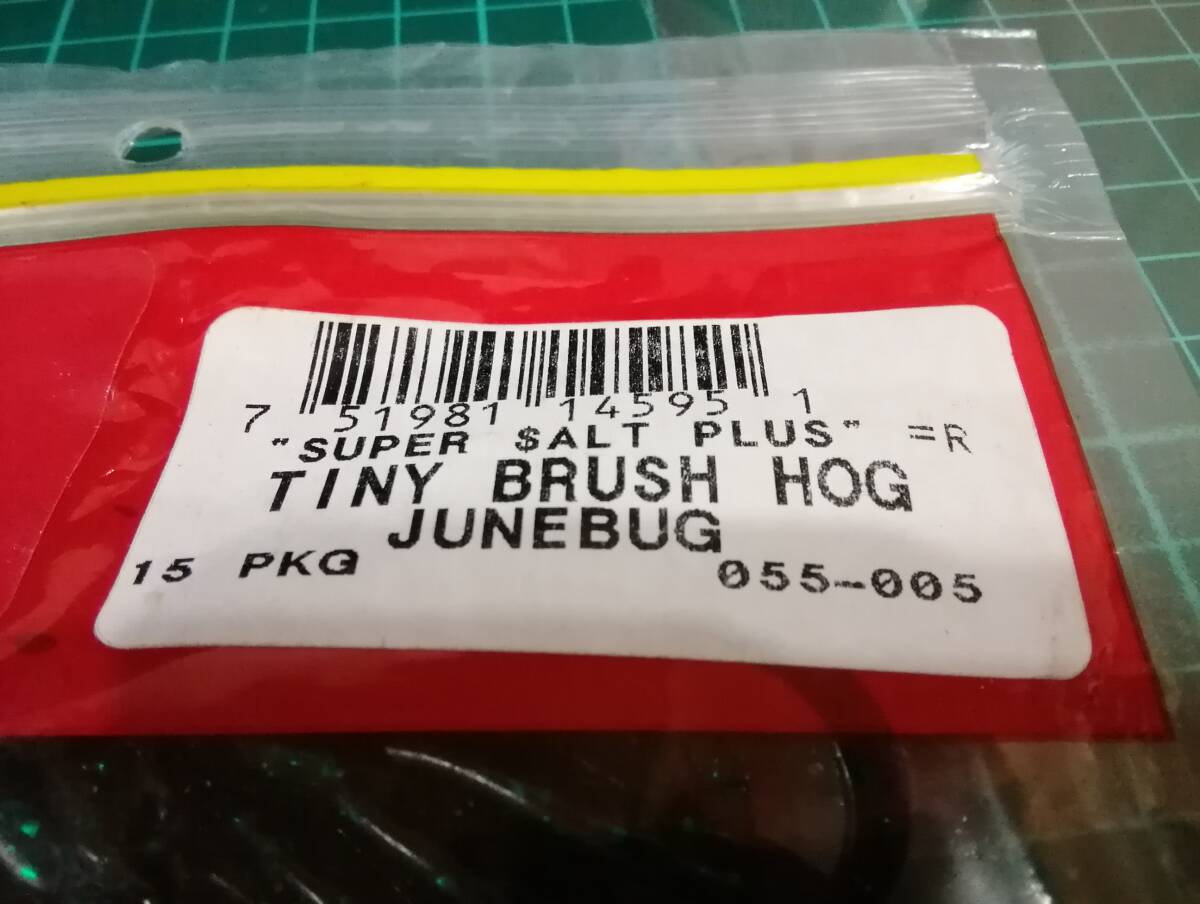 7 51981 14595 1
"SUPER $ALT PLUS" =R
TINY BRUSH HOG
JUNEBUG
15 PKG 055-005